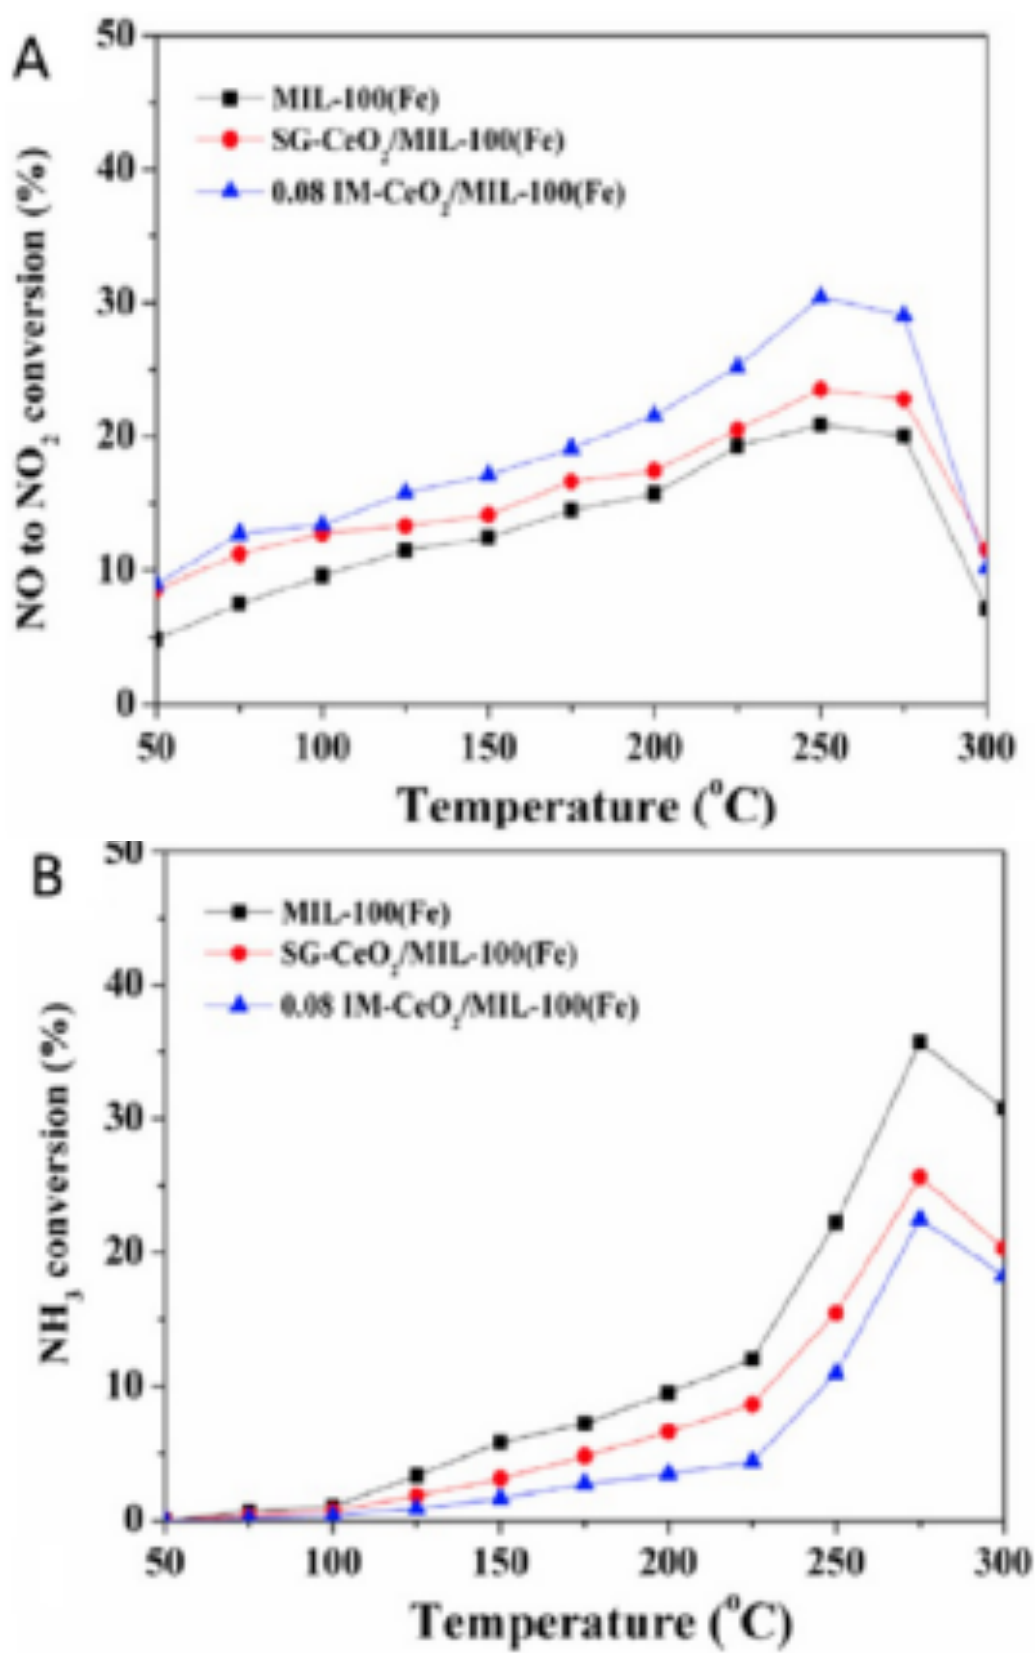 A
50
40
30
20
10
0
NO to NO2 conversion (%)
MIL-100(Fe)
SG-CeO2/MIL-100(Fe)
0.08 IM-CeO2/MIL-100(Fe)
50 100 150 200 250 300
Temperature (°C)
B
50
40
30
20
10
0
NH3 conversion (%)
MIL-100(Fe)
SG-CeO2/MIL-100(Fe)
0.08 IM-CeO2/MIL-100(Fe)
50 100 150 200 250 300
Temperature (°C)